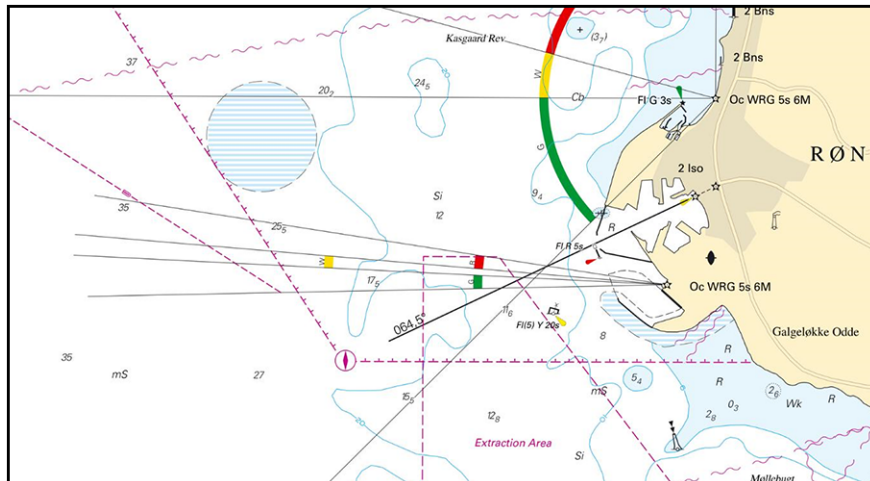 2 Bns
Kasgaard Rev
(3₇)
37
2 Bns
W
24₅
20₇
Cb
Fl G 3s
Oc WRG 5s 6M
G
RØN
2 Iso
Si
9₄
35
12
R
25₅
Fl R 5s
W
R
17₅
G
Oc WRG 5s 6M
11₆
064,5°
Fl(5) Y 20s
8
Galgeløkke Odde
35
R
mS
27
5₄
R
mS
2₆
15₅
0₃
Wk
R
12₈
2₈
Extraction Area
Si
Møllebugt